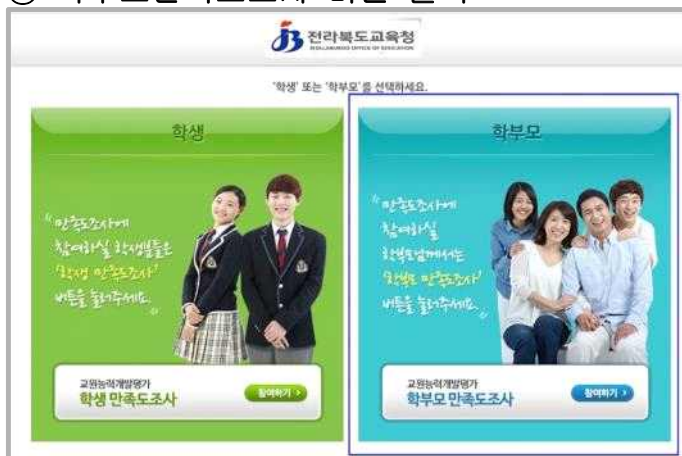 전라북도교육청
'학생' 또는 '학부모'를 선택하세요.
학생
"만족도조사에
참여하실 학생분들은
'학생 만족도조사'
버튼을 눌러주세요."
교원능력개발평가
학생 만족도조사
참여하기 >
학부모
"만족도조사에
참여하실
학부모님께서는
'학부모 만족도조사'
버튼을 눌러주세요."
교원능력개발평가
학부모 만족도조사
참여하기 >